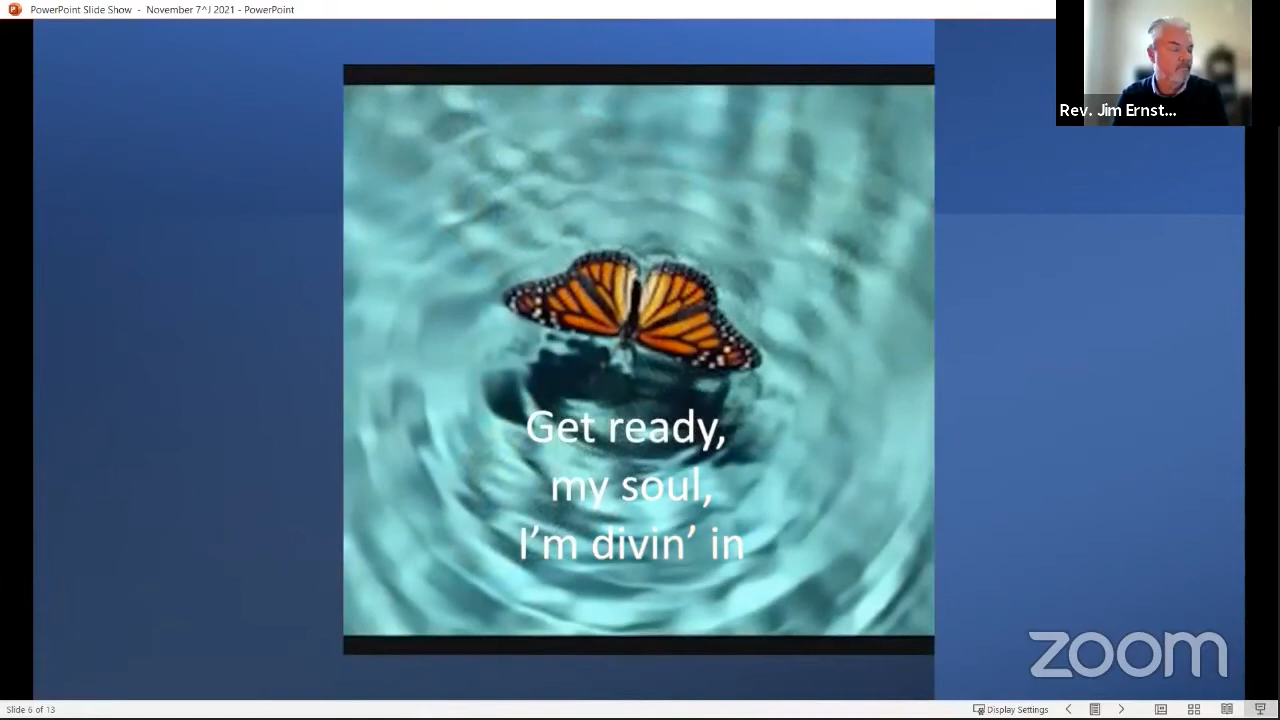 PowerPoint Slide Show - November 7^J 2021 - PowerPoint
Rev. Jim Ernst...
Get ready,
my soul,
I'm divin' in
zoom
Slide 6 of 13
Display Settings